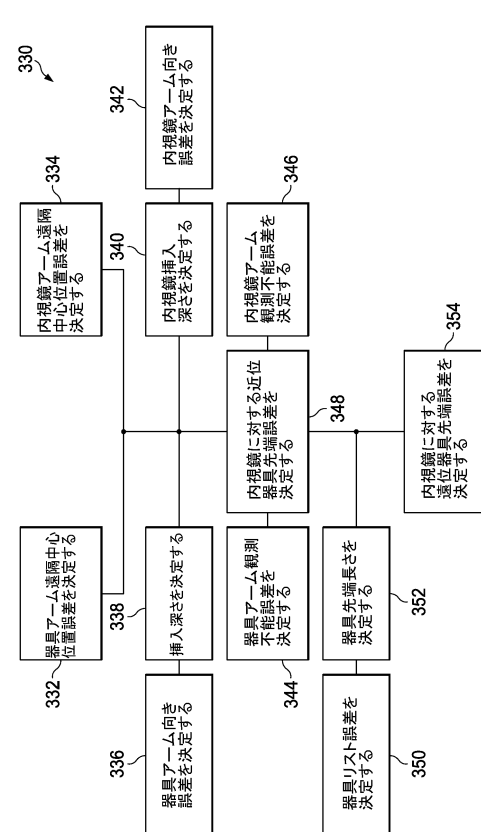 330
器具アーム遠隔中心
位置誤差を決定する
332
内視鏡アーム遠隔
中心位置誤差を
決定する
334
器具アーム向き
誤差を決定する
336
挿入深さを決定する
338
内視鏡挿入
深さを決定する
340
内視鏡アーム向き
誤差を決定する
342
器具アーム観測
不能誤差を
決定する
344
内視鏡に対する近位
器具先端誤差を
決定する
348
内視鏡アーム
観測不能誤差を
決定する
346
器具リスト誤差を
決定する
350
器具先端長さを
決定する
352
内視鏡に対する
遠位器具先端誤差を
決定する
354